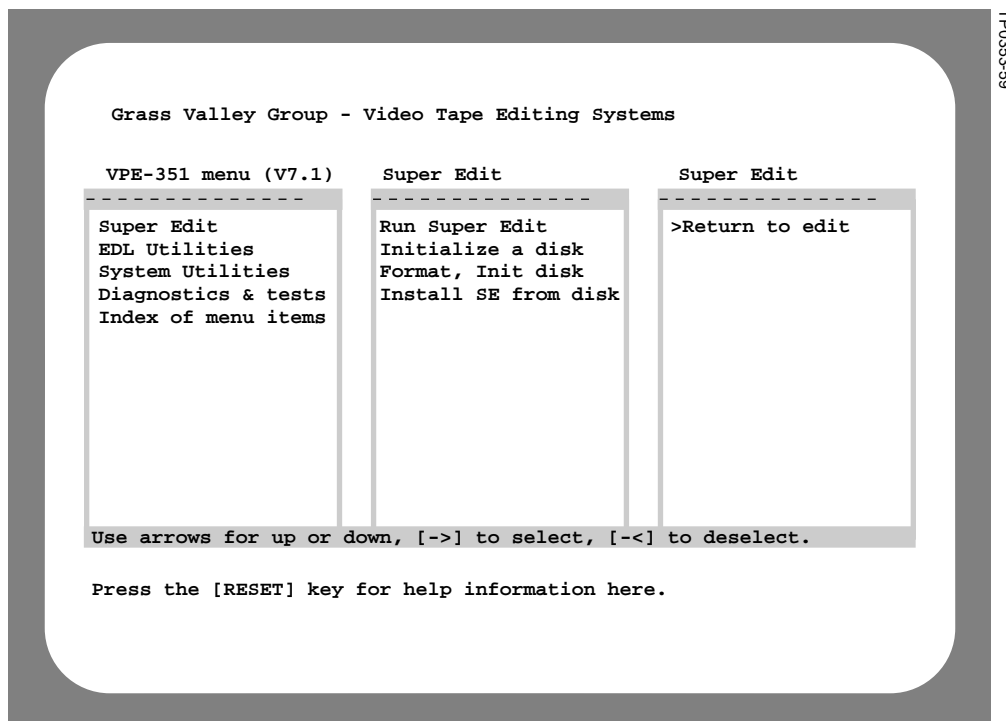 Grass Valley Group - Video Tape Editing Systems
VPE-351 menu (V7.1)
- - - - - - - - - - - - - -
Super Edit
EDL Utilities
System Utilities
Diagnostics & tests
Index of menu items
Super Edit
- - - - - - - - - - - - - -
Run Super Edit
Initialize a disk
Format, Init disk
Install SE from disk
Super Edit
- - - - - - - - - - - - - -
>Return to edit
Use arrows for up or down, [->] to select, [-<] to deselect.
Press the [RESET] key for help information here.